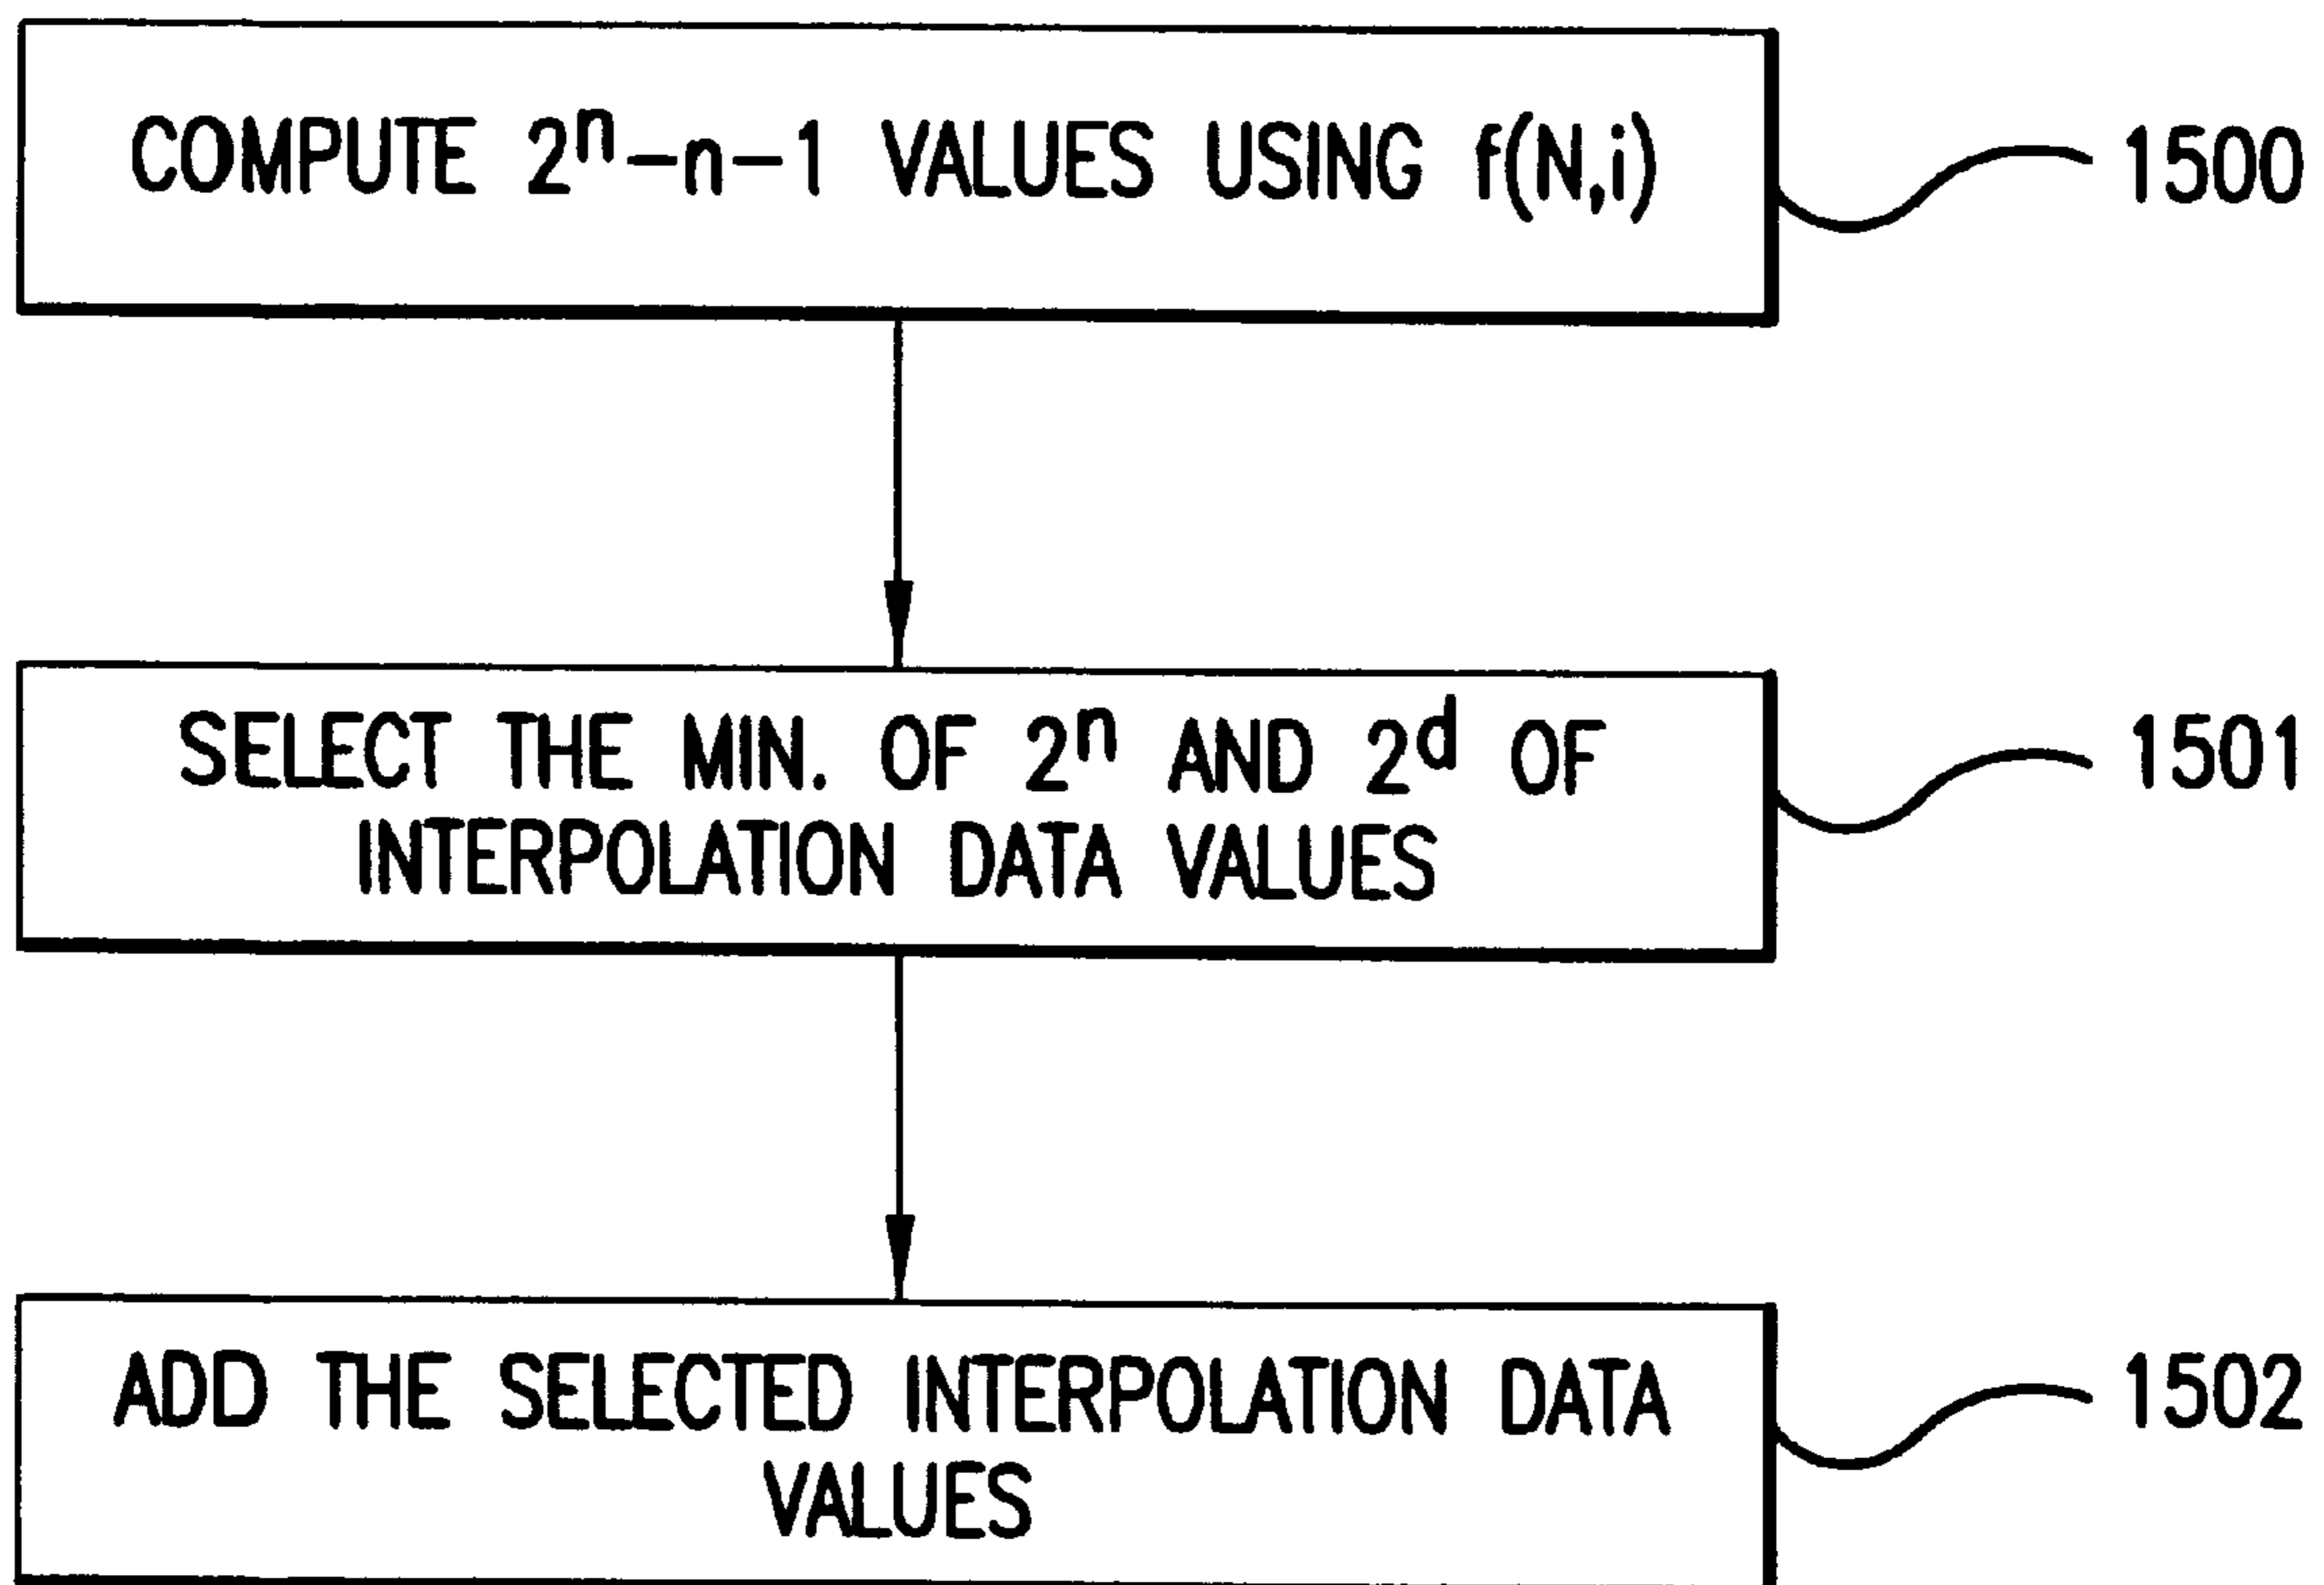 COMPUTE 2ⁿ-n-1 VALUES USING f(N,i)
1500
SELECT THE MIN. OF 2ⁿ AND 2ᵈ OF
INTERPOLATION DATA VALUES
1501
ADD THE SELECTED INTERPOLATION DATA
VALUES
1502